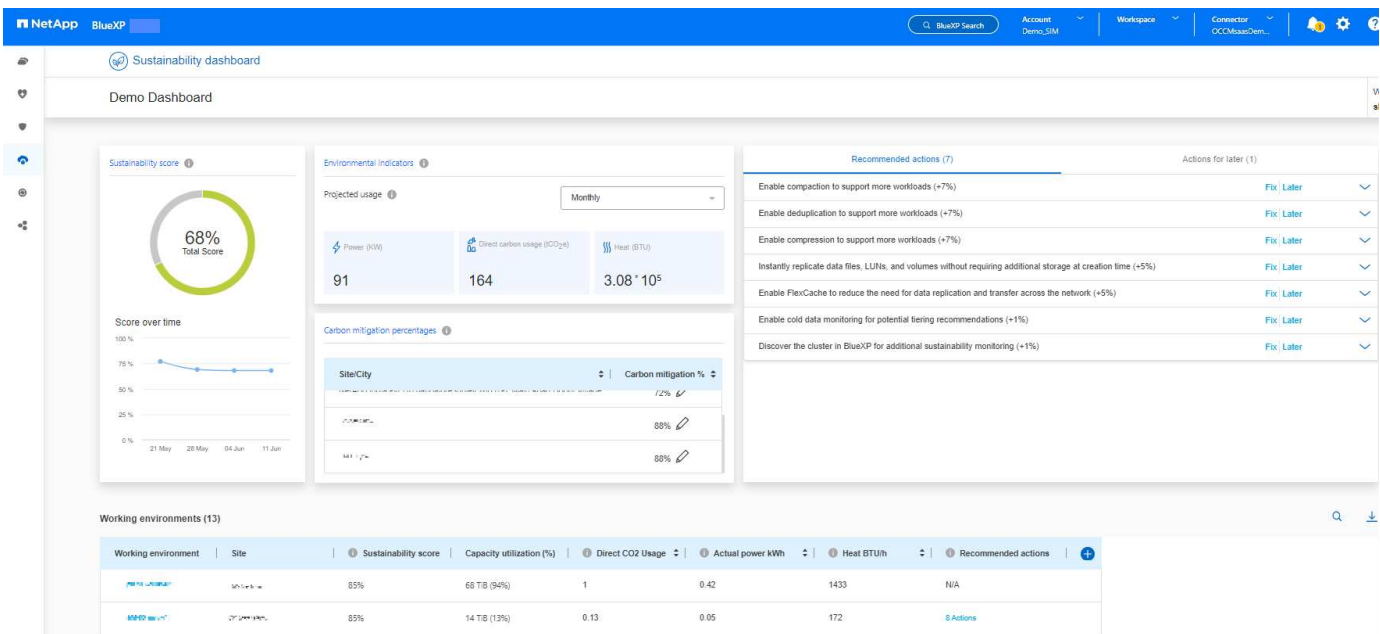 NetApp BlueXP
BlueXP Search
Account
Demo_SIM
Workspace
Connector
OCCMsaasDem...
1
Sustainability dashboard
Demo Dashboard
Sustainability score
68%
Total Score
Score over time
100 %
75 %
50 %
25 %
0 %
21 May 28 May 04 Jun 11 Jun
Environmental indicators
Projected usage
Monthly
Power (KW)
91
Direct carbon usage (tCO2e)
164
Heat (BTU)
3.08 * 10⁵
Carbon mitigation percentages
Site/City Carbon mitigation %
72%
88%
88%
Recommended actions (7) Actions for later (1)
Enable compaction to support more workloads (+7%) Fix Later
Enable deduplication to support more workloads (+7%) Fix Later
Enable compression to support more workloads (+7%) Fix Later
Instantly replicate data files, LUNs, and volumes without requiring additional storage at creation time (+5%) Fix Later
Enable FlexCache to reduce the need for data replication and transfer across the network (+5%) Fix Later
Enable cold data monitoring for potential tiering recommendations (+1%) Fix Later
Discover the cluster in BlueXP for additional sustainability monitoring (+1%) Fix Later
Working environments (13)
Working environment Site Sustainability score Capacity utilization (%) Direct CO2 Usage Actual power kWh Heat BTU/h Recommended actions
85% 68 TiB (94%) 1 0.42 1433 N/A
85% 14 TiB (13%) 0.13 0.05 172 8 Actions